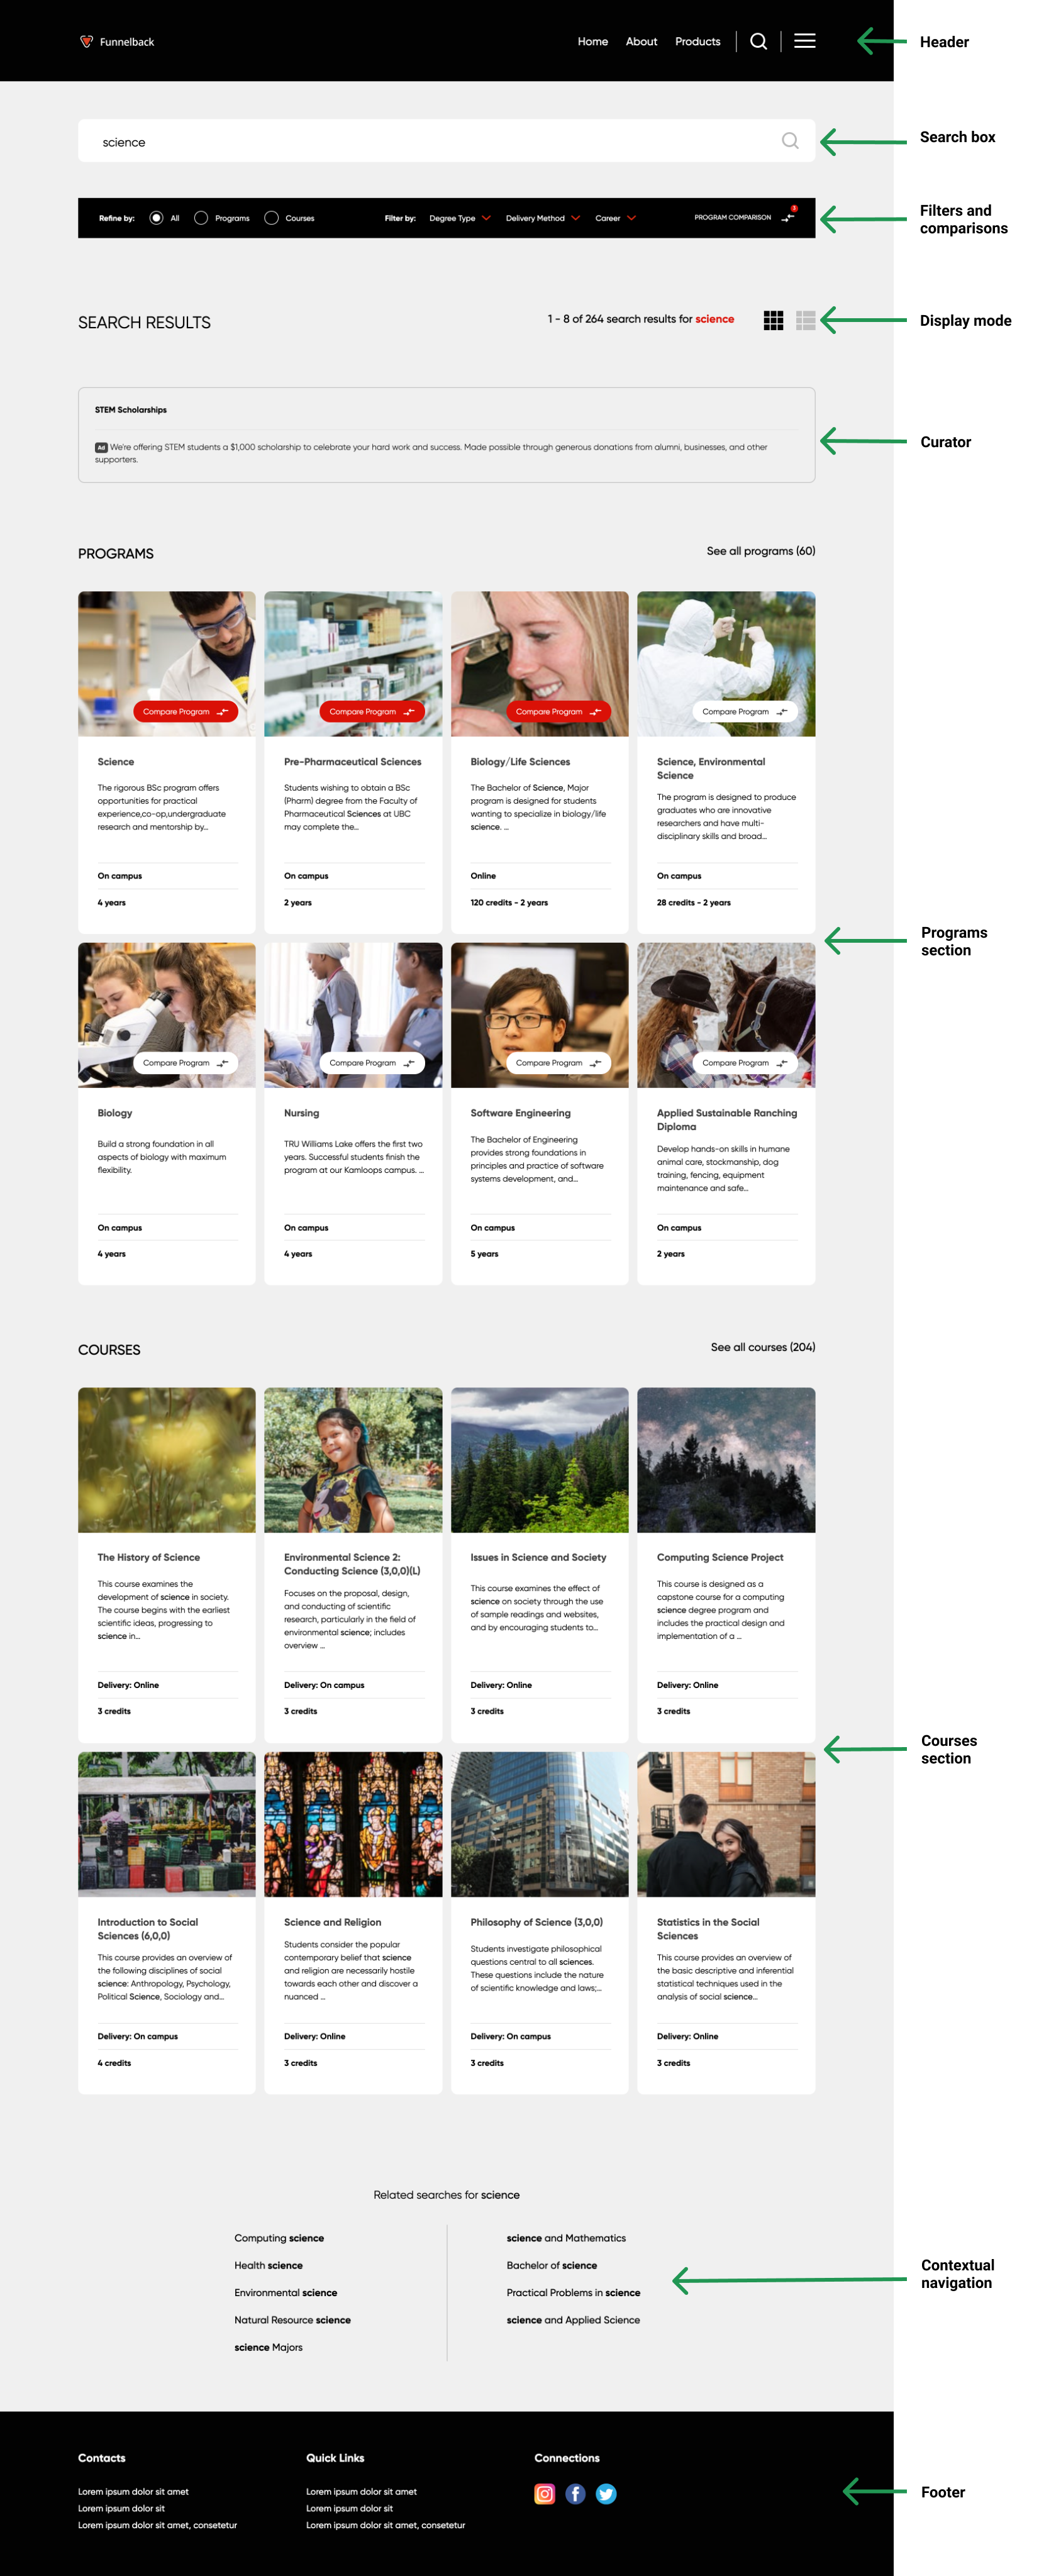 Funnelback
Home About Products
Header
science
Search box
Refine by: All Programs Courses Filter by: Degree Type Delivery Method Career PROGRAM COMPARISON 3
Filters and
comparisons
SEARCH RESULTS
1 - 8 of 264 search results for science
Display mode
STEM Scholarships
Ad We're offering STEM students a $1,000 scholarship to celebrate your hard work and success. Made possible through generous donations from alumni, businesses, and other
supporters.
Curator
PROGRAMS
See all programs (60)
Compare Program
Science
The rigorous BSc program offers
opportunities for practical
experience,co-op,undergraduate
research and mentorship by...
On campus
4 years
Compare Program
Pre-Pharmaceutical Sciences
Students wishing to obtain a BSc
(Pharm) degree from the Faculty of
Pharmaceutical Sciences at UBC
may complete the...
On campus
2 years
Compare Program
Biology/Life Sciences
The Bachelor of Science, Major
program is designed for students
wanting to specialize in biology/life
science. ...
Online
120 credits - 2 years
Compare Program
Science, Environmental
Science
The program is designed to produce
graduates who are innovative
researchers and have multi-
disciplinary skills and broad...
On campus
28 credits - 2 years
Programs
section
Compare Program
Biology
Build a strong foundation in all
aspects of biology with maximum
flexibility.
On campus
4 years
Compare Program
Nursing
TRU Williams Lake offers the first two
years. Successful students finish the
program at our Kamloops campus. ...
On campus
4 years
Compare Program
Software Engineering
The Bachelor of Engineering
provides strong foundations in
principles and practice of software
systems development, and...
On campus
5 years
Compare Program
Applied Sustainable Ranching
Diploma
Develop hands-on skills in humane
animal care, stockmanship, dog
training, fencing, equipment
maintenance and safe...
On campus
2 years
COURSES
See all courses (204)
The History of Science
This course examines the
development of science in society.
The course begins with the earliest
scientific ideas, progressing to
science in...
Delivery: Online
3 credits
Environmental Science 2:
Conducting Science (3,0,0)(L)
Focuses on the proposal, design,
and conducting of scientific
research, particularly in the field of
environmental science; includes
overview ...
Delivery: On campus
3 credits
Issues in Science and Society
This course examines the effect of
science on society through the use
of sample readings and websites,
and by encouraging students to...
Delivery: Online
3 credits
Computing Science Project
This course is designed as a
capstone course for a computing
science degree program and
includes the practical design and
implementation of a ...
Delivery: Online
3 credits
Courses
section
Introduction to Social
Sciences (6,0,0)
This course provides an overview of
the following disciplines of social
science: Anthropology, Psychology,
Political Science, Sociology and...
Delivery: On campus
4 credits
Science and Religion
Students consider the popular
contemporary belief that science
and religion are necessarily hostile
towards each other and discover a
nuanced ...
Delivery: Online
3 credits
Philosophy of Science (3,0,0)
Students investigate philosophical
questions central to all sciences.
These questions include the nature
of scientific knowledge and laws;...
Delivery: On campus
3 credits
Statistics in the Social
Sciences
This course provides an overview of
the basic descriptive and inferential
statistical techniques used in the
analysis of social science...
Delivery: Online
3 credits
Related searches for science
Computing science
Health science
Environmental science
Natural Resource science
science Majors
science and Mathematics
Bachelor of science
Practical Problems in science
science and Applied Science
Contextual
navigation
Contacts
Lorem ipsum dolor sit amet
Lorem ipsum dolor sit
Lorem ipsum dolor sit amet, consetetur
Quick Links
Lorem ipsum dolor sit amet
Lorem ipsum dolor sit
Lorem ipsum dolor sit amet, consetetur
Connections
Footer